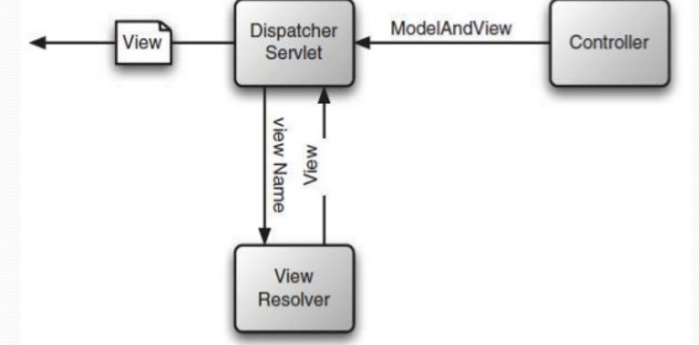 View
Dispatcher
Servlet
ModelAndView
Controller
view Name
View
View
Resolver